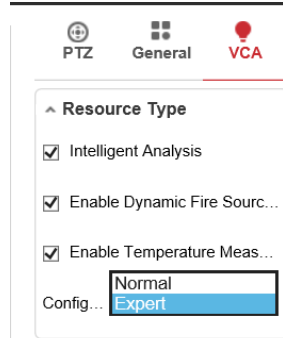 PTZ General VCA
Resource Type
Intelligent Analysis
Enable Dynamic Fire Sourc...
Enable Temperature Meas...
Normal
Config... Expert